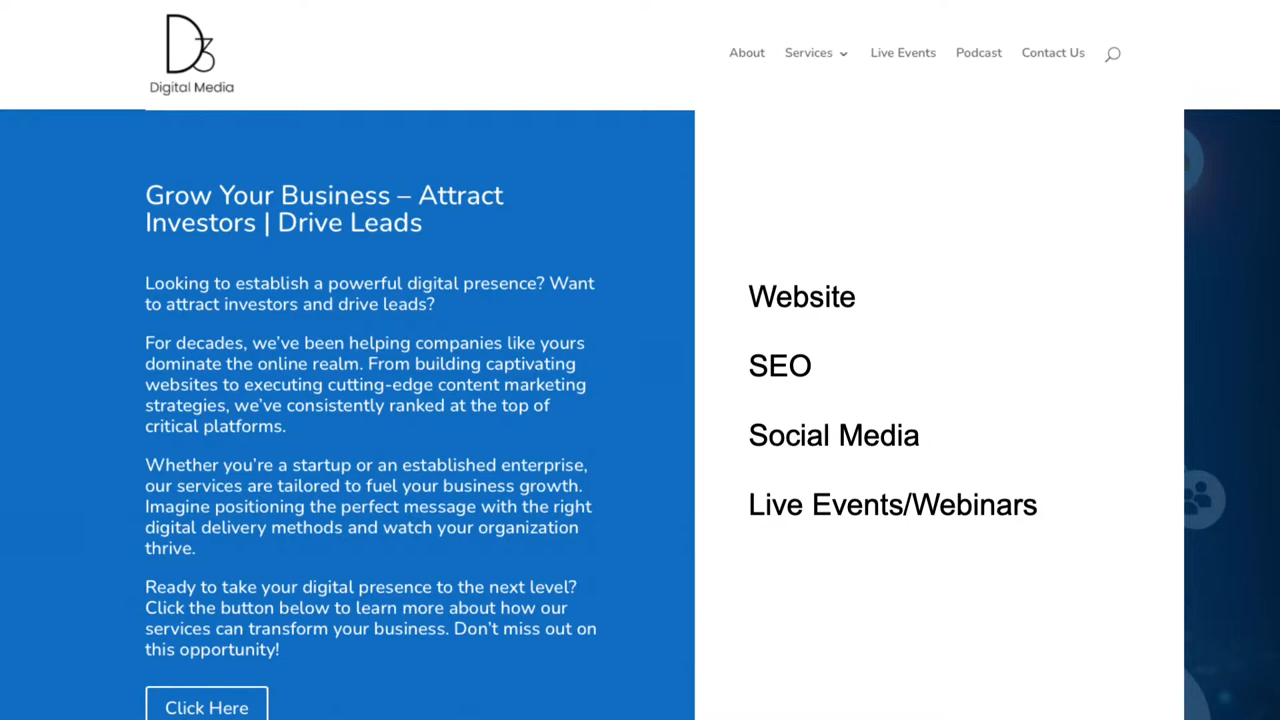 D3
Digital Media
About Services Live Events Podcast Contact Us
Grow Your Business – Attract
Investors | Drive Leads
Looking to establish a powerful digital presence? Want
to attract investors and drive leads?
For decades, we’ve been helping companies like yours
dominate the online realm. From building captivating
websites to executing cutting-edge content marketing
strategies, we’ve consistently ranked at the top of
critical platforms.
Whether you’re a startup or an established enterprise,
our services are tailored to fuel your business growth.
Imagine positioning the perfect message with the right
digital delivery methods and watch your organization
thrive.
Ready to take your digital presence to the next level?
Click the button below to learn more about how our
services can transform your business. Don’t miss out on
this opportunity!
Click Here
Website
SEO
Social Media
Live Events/Webinars